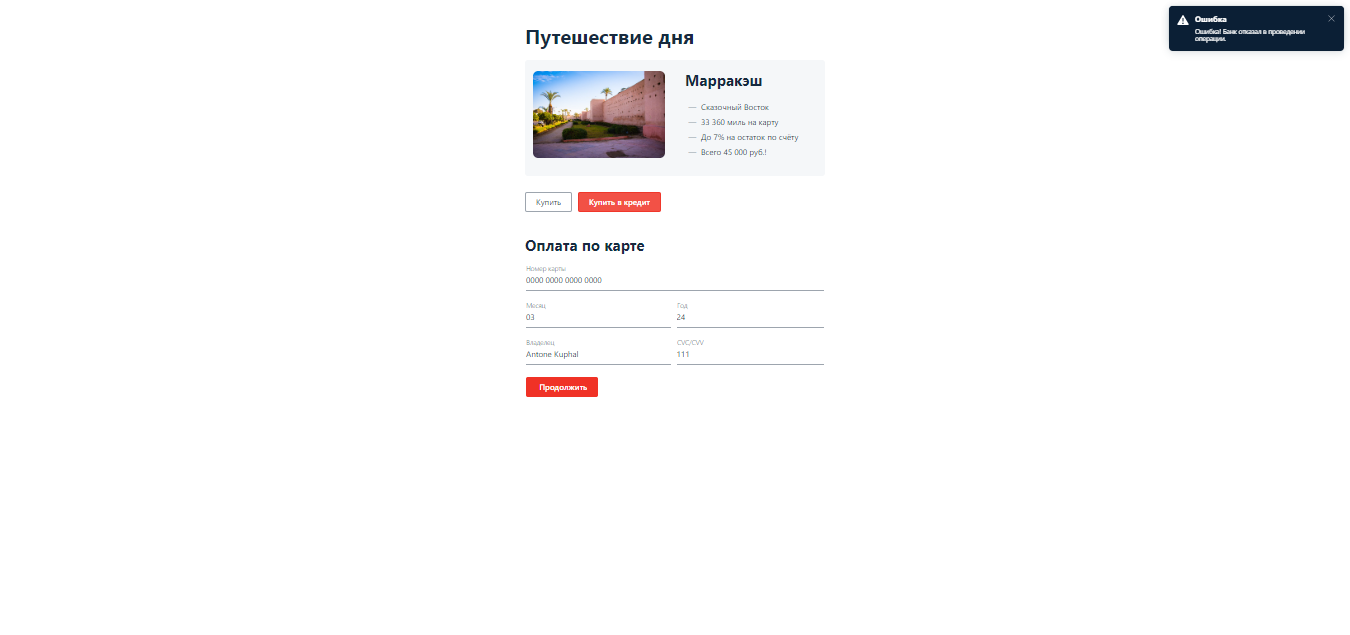 Путешествие дня
Ошибка
Ошибка! Банк отказал в проведении
операции.
Марракэш
— Сказочный Восток
— 33 360 миль на карту
— До 7% на остаток по счёту
— Всего 45 000 руб.!
Купить
Купить в кредит
Оплата по карте
Номер карты
0000 0000 0000 0000
Месяц
Год
03
24
Владелец
CVC/CVV
Antone Kuphal
111
Продолжить